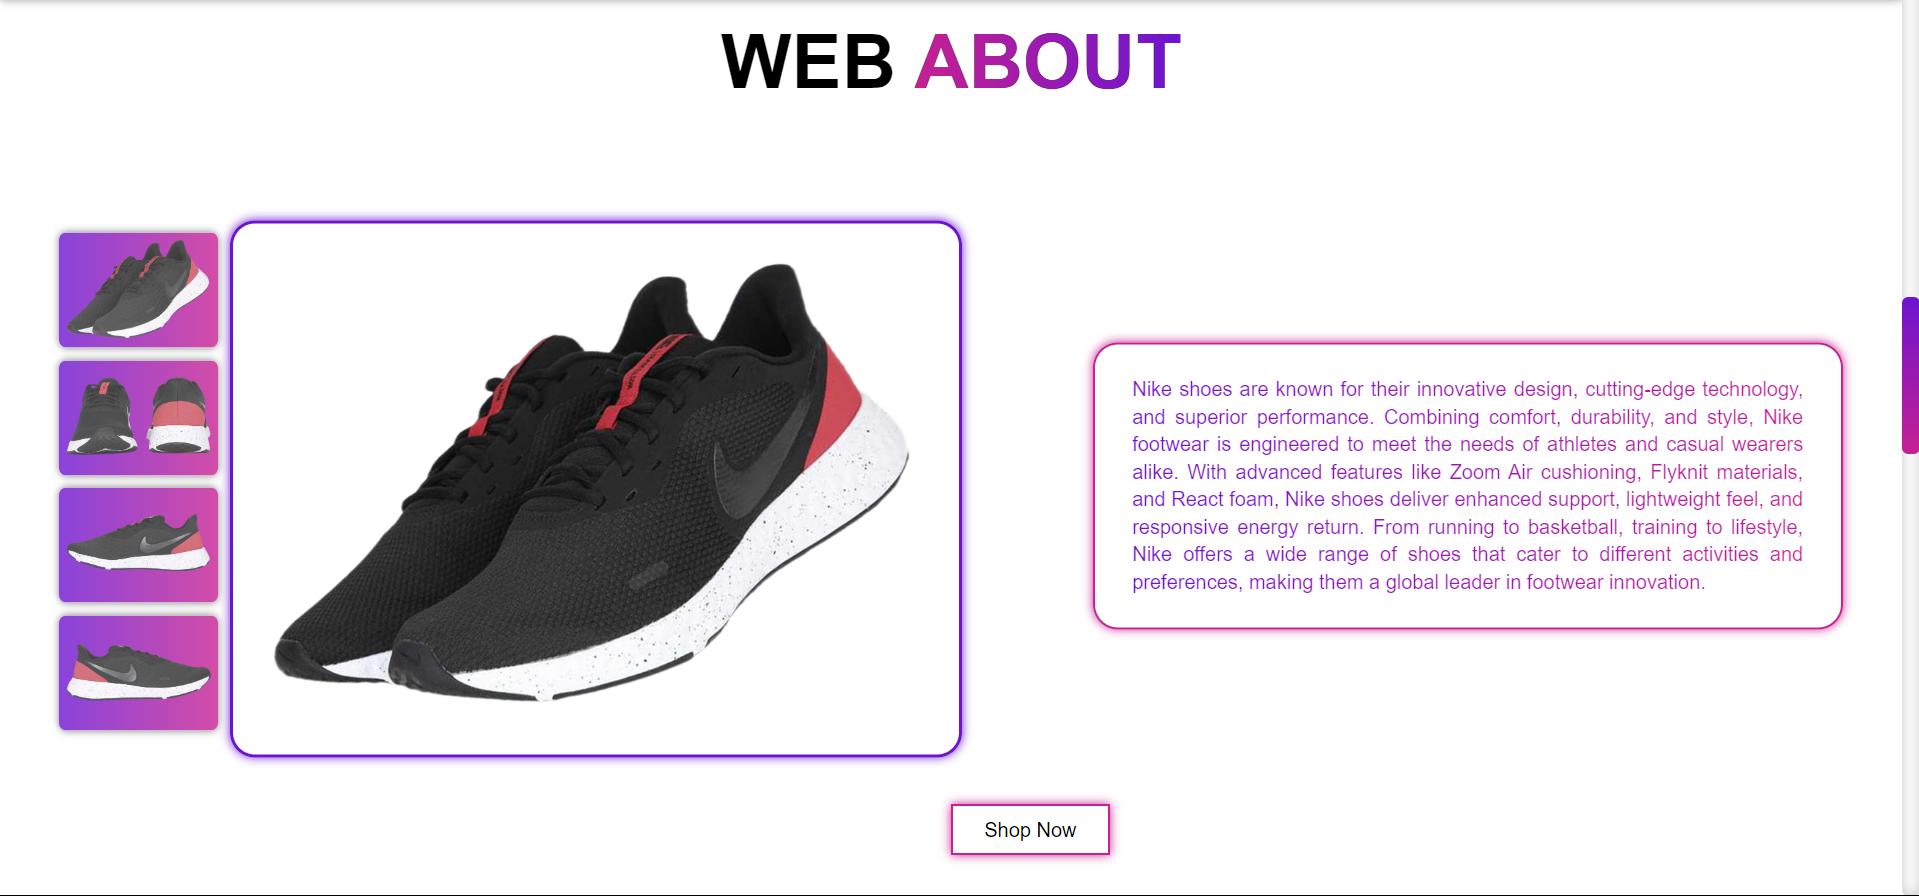 WEB ABOUT
Nike shoes are known for their innovative design, cutting-edge technology,
and superior performance. Combining comfort, durability, and style, Nike
footwear is engineered to meet the needs of athletes and casual wearers
alike. With advanced features like Zoom Air cushioning, Flyknit materials,
and React foam, Nike shoes deliver enhanced support, lightweight feel, and
responsive energy return. From running to basketball, training to lifestyle,
Nike offers a wide range of shoes that cater to different activities and
preferences, making them a global leader in footwear innovation.
Shop Now